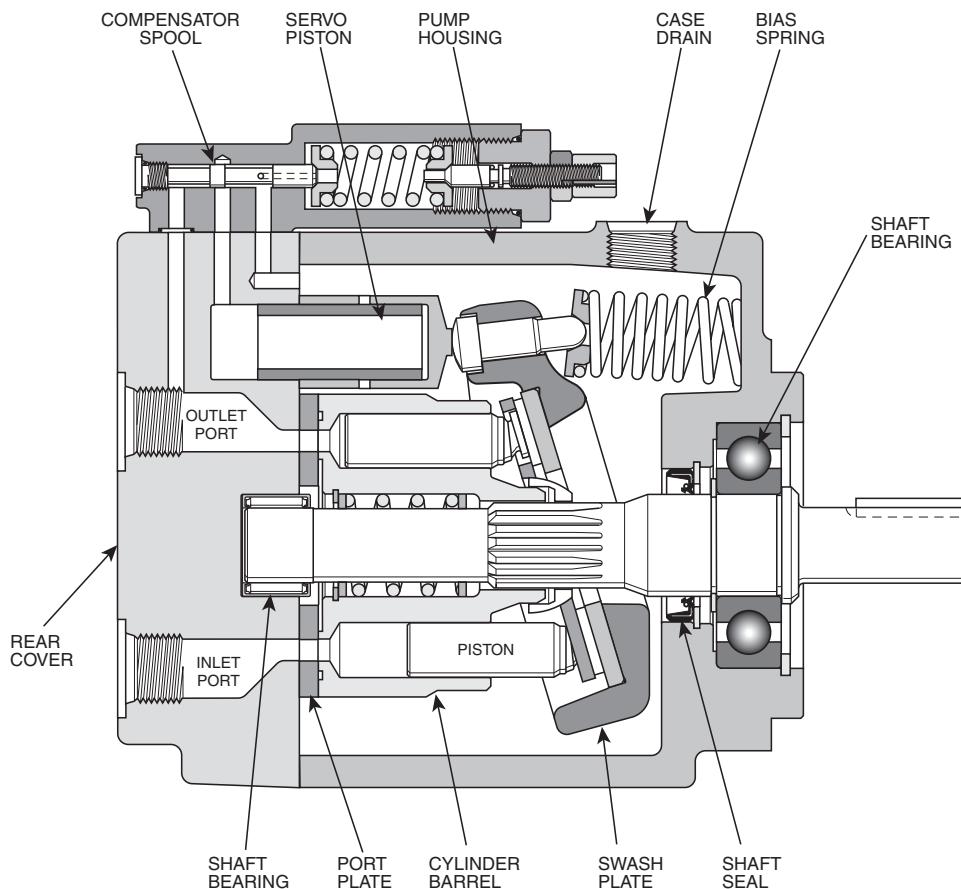 COMPENSATOR
SPOOL
SERVO
PISTON
PUMP
HOUSING
CASE
DRAIN
BIAS
SPRING
SHAFT
BEARING
OUTLET
PORT
REAR
COVER
INLET
PORT
PISTON
SHAFT
BEARING
PORT
PLATE
CYLINDER
BARREL
SWASH
PLATE
SHAFT
SEAL